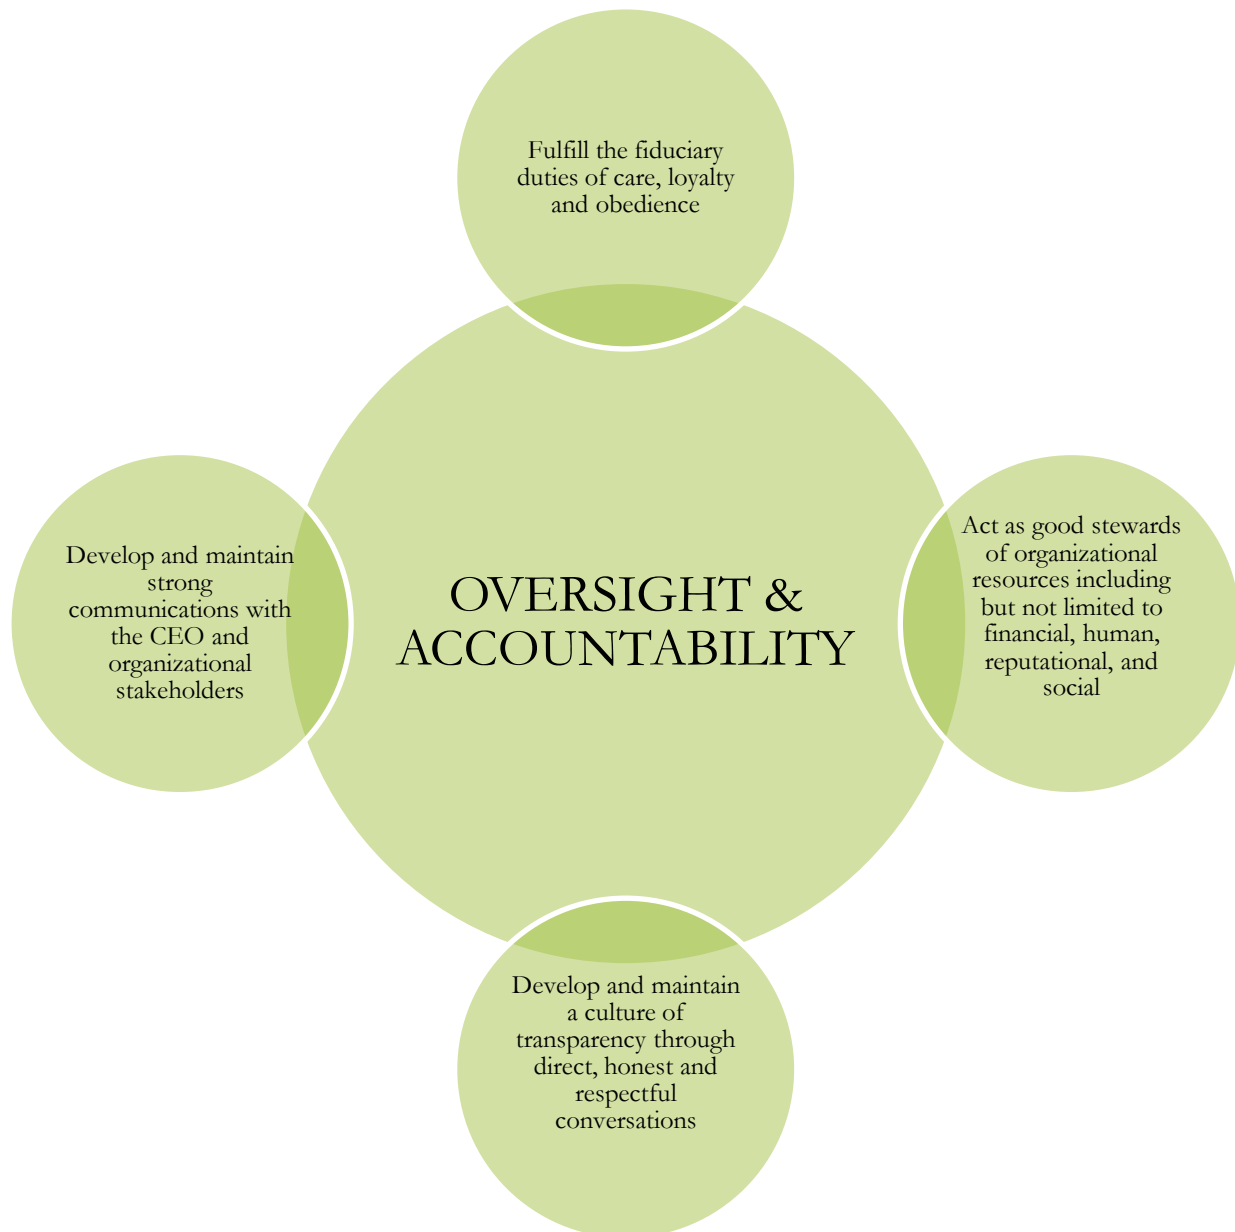 Fulfill the fiduciary
duties of care, loyalty
and obedience
Develop and maintain
strong
communications with
the CEO and
organizational
stakeholders
OVERSIGHT &
ACCOUNTABILITY
Act as good stewards
of organizational
resources including
but not limited to
financial, human,
reputational, and
social
Develop and maintain
a culture of
transparency through
direct, honest and
respectful
conversations